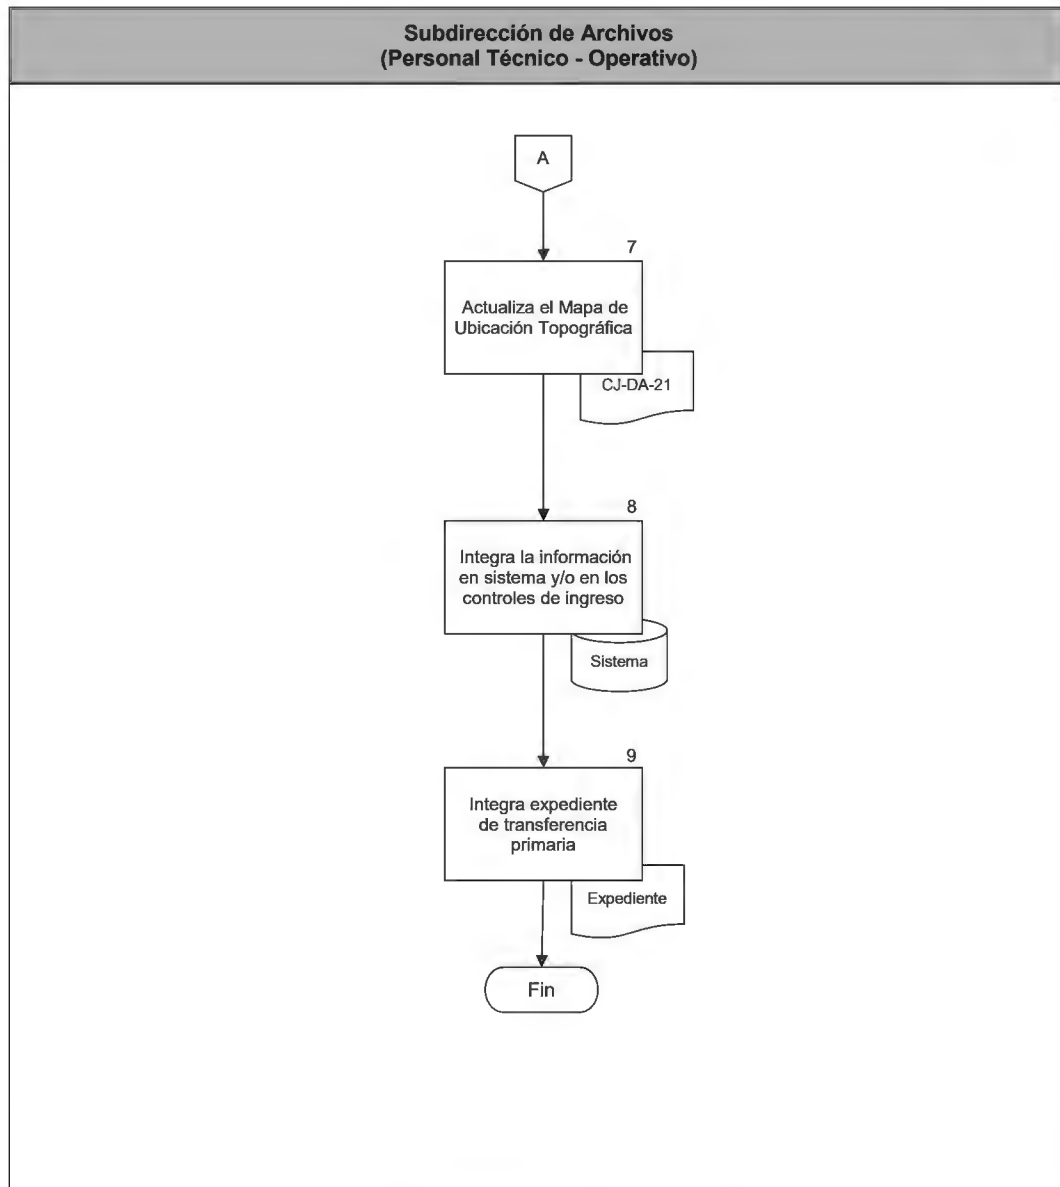 Subdirección de Archivos
(Personal Técnico - Operativo)
A
7
Actualiza el Mapa de
Ubicación Topográfica
CJ-DA-21
8
Integra la información
en sistema y/o en los
controles de ingreso
Sistema
9
Integra expediente
de transferencia
primaria
Expediente
Fin